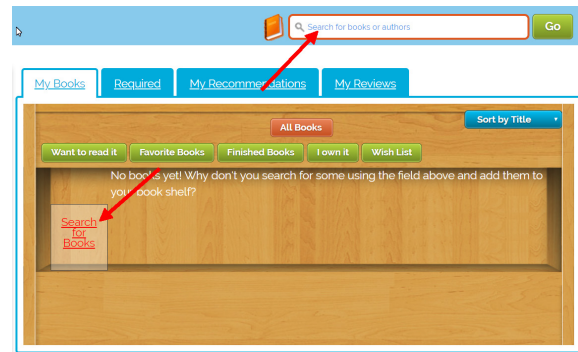 Search for books or authors
Go
My Books
Required
My Recommendations
My Reviews
All Books
Sort by Title
Want to read it
Favorite Books
Finished Books
I own it
Wish List
No books yet! Why don't you search for some using the field above and add them to
your book shelf?
Search
for
Books